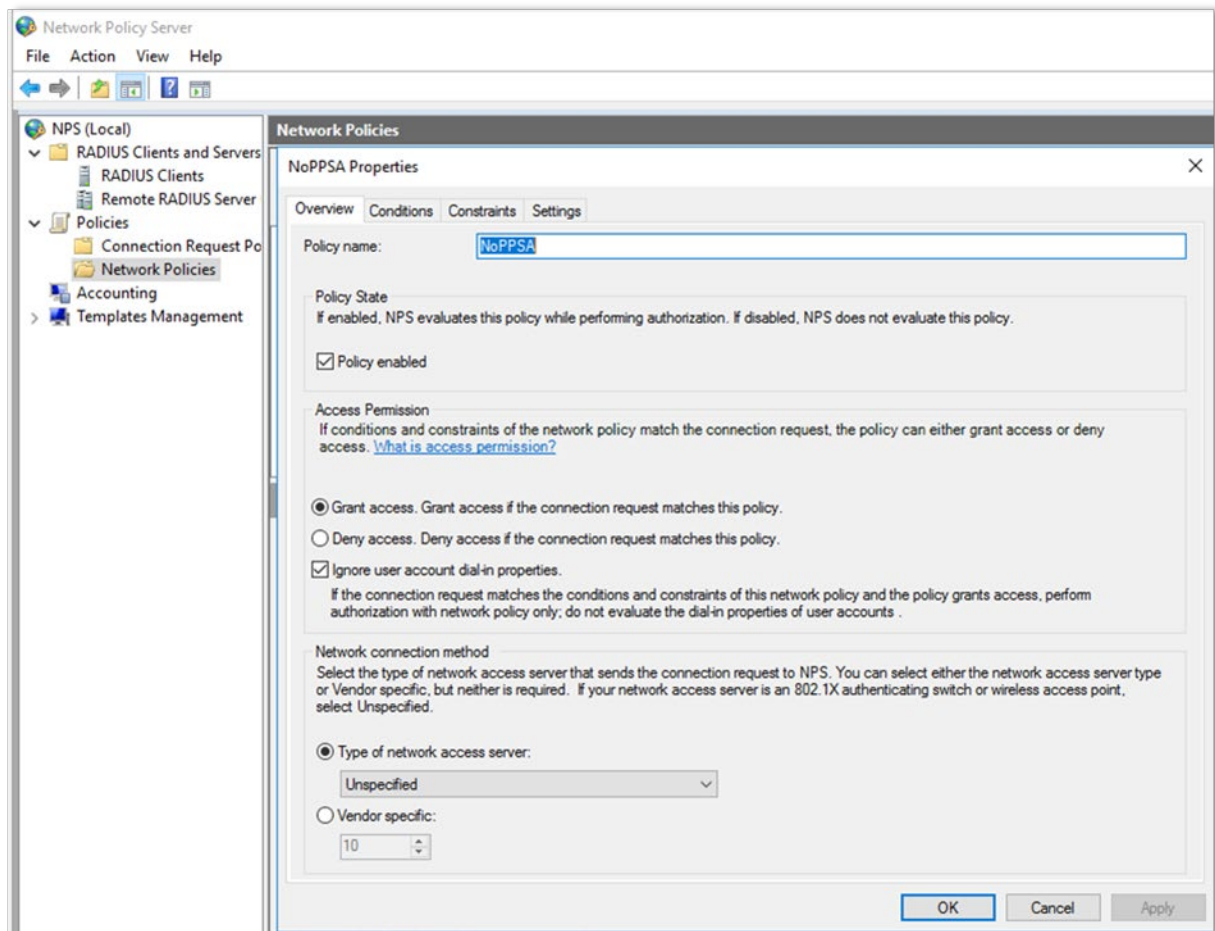 Network Policy Server
File Action View Help
NPS (Local)
RADIUS Clients and Servers
RADIUS Clients
Remote RADIUS Server
Policies
Connection Request Po
Network Policies
Accounting
Templates Management
Network Policies
NoPPSA Properties
Overview Conditions Constraints Settings
Policy name: NoPPSA
Policy State
If enabled, NPS evaluates this policy while performing authorization. If disabled, NPS does not evaluate this policy.
Policy enabled
Access Permission
If conditions and constraints of the network policy match the connection request, the policy can either grant access or deny
access. What is access permission?
Grant access. Grant access if the connection request matches this policy.
Deny access. Deny access if the connection request matches this policy.
Ignore user account dial-in properties.
If the connection request matches the conditions and constraints of this network policy and the policy grants access, perform
authorization with network policy only; do not evaluate the dial-in properties of user accounts .
Network connection method
Select the type of network access server that sends the connection request to NPS. You can select either the network access server type
or Vendor specific, but neither is required. If your network access server is an 802.1X authenticating switch or wireless access point,
select Unspecified.
Type of network access server:
Unspecified
Vendor specific:
10
OK Cancel Apply